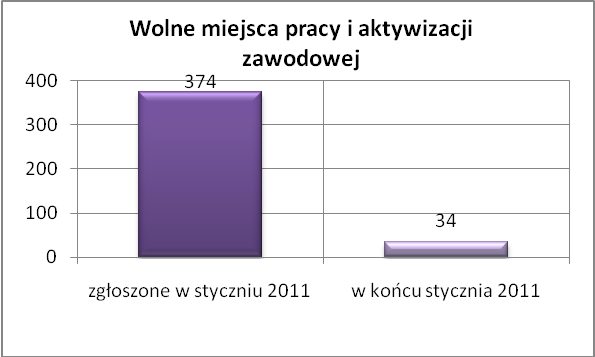 Wolne miejsca pracy i aktywizacji
zawodowej
400
374
300
200
100
34
0
zgłoszone w styczniu 2011
w końcu stycznia 2011